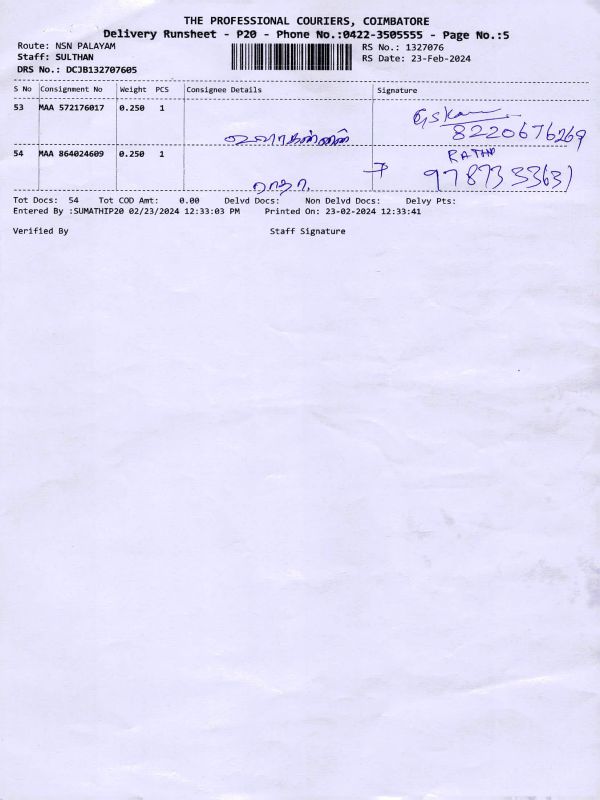 THE PROFESSIONAL COURIERS, COIMBATORE
Delivery Runsheet - P20 - Phone No.:0422-3505555 - Page No.:5
Route: NSN PALAYAM
RS No.: 1327076
Staff: SULTHAN
RS Date: 23-Feb-2024
DRS No.: DCJB132707605
S No Consignment No Weight PCS Consignee Details Signature
53 MAA 572176017 0.250 1
8220676269
54 MAA 864024609 0.250 1
ராதா.
9787333631
Tot Docs: 54 Tot COD Amt: 0.00 Delvd Docs: Non Delvd Docs: Delvy Pts:
Entered By :SUMATHIP20 02/23/2024 12:33:03 PM Printed On: 23-02-2024 12:33:41
Verified By Staff Signature